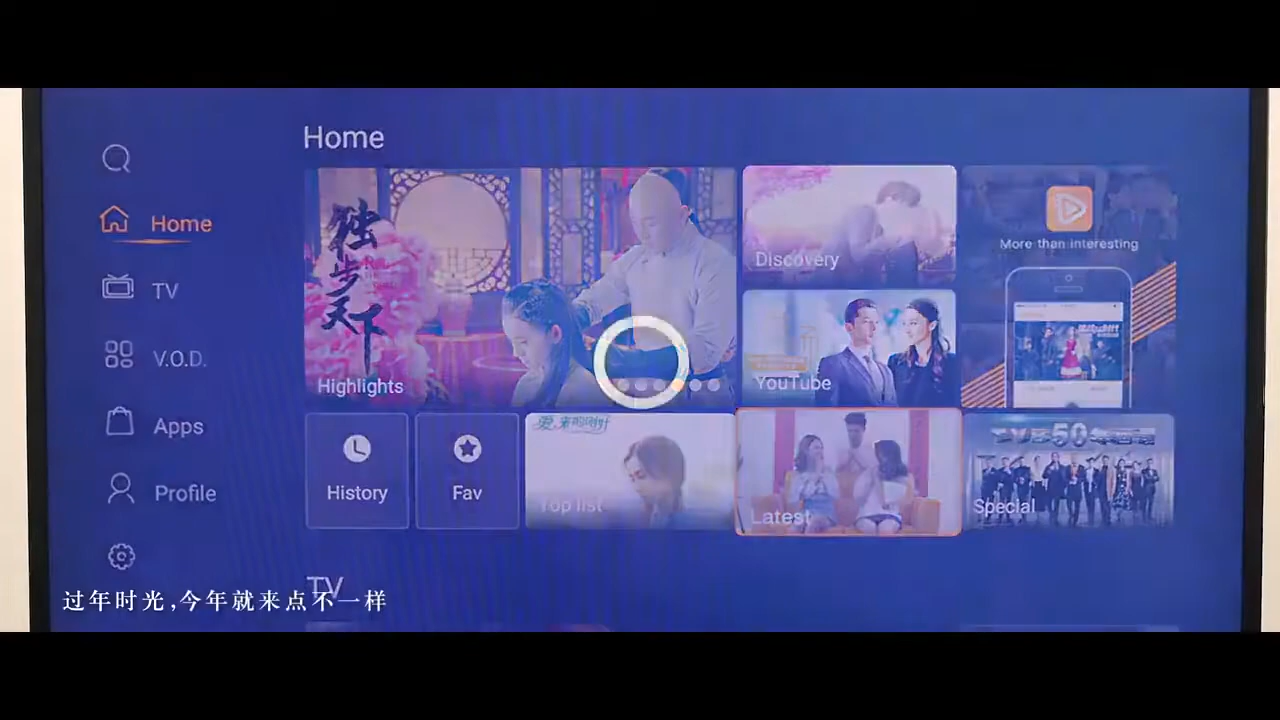 Home
Home
TV
V.O.D.
Apps
Profile
独步天下
Highlights
Discovery
YouTube
More than interesting
History
Fav
Top list
Latest
Special
TV
过年时光,今年就来点不一样